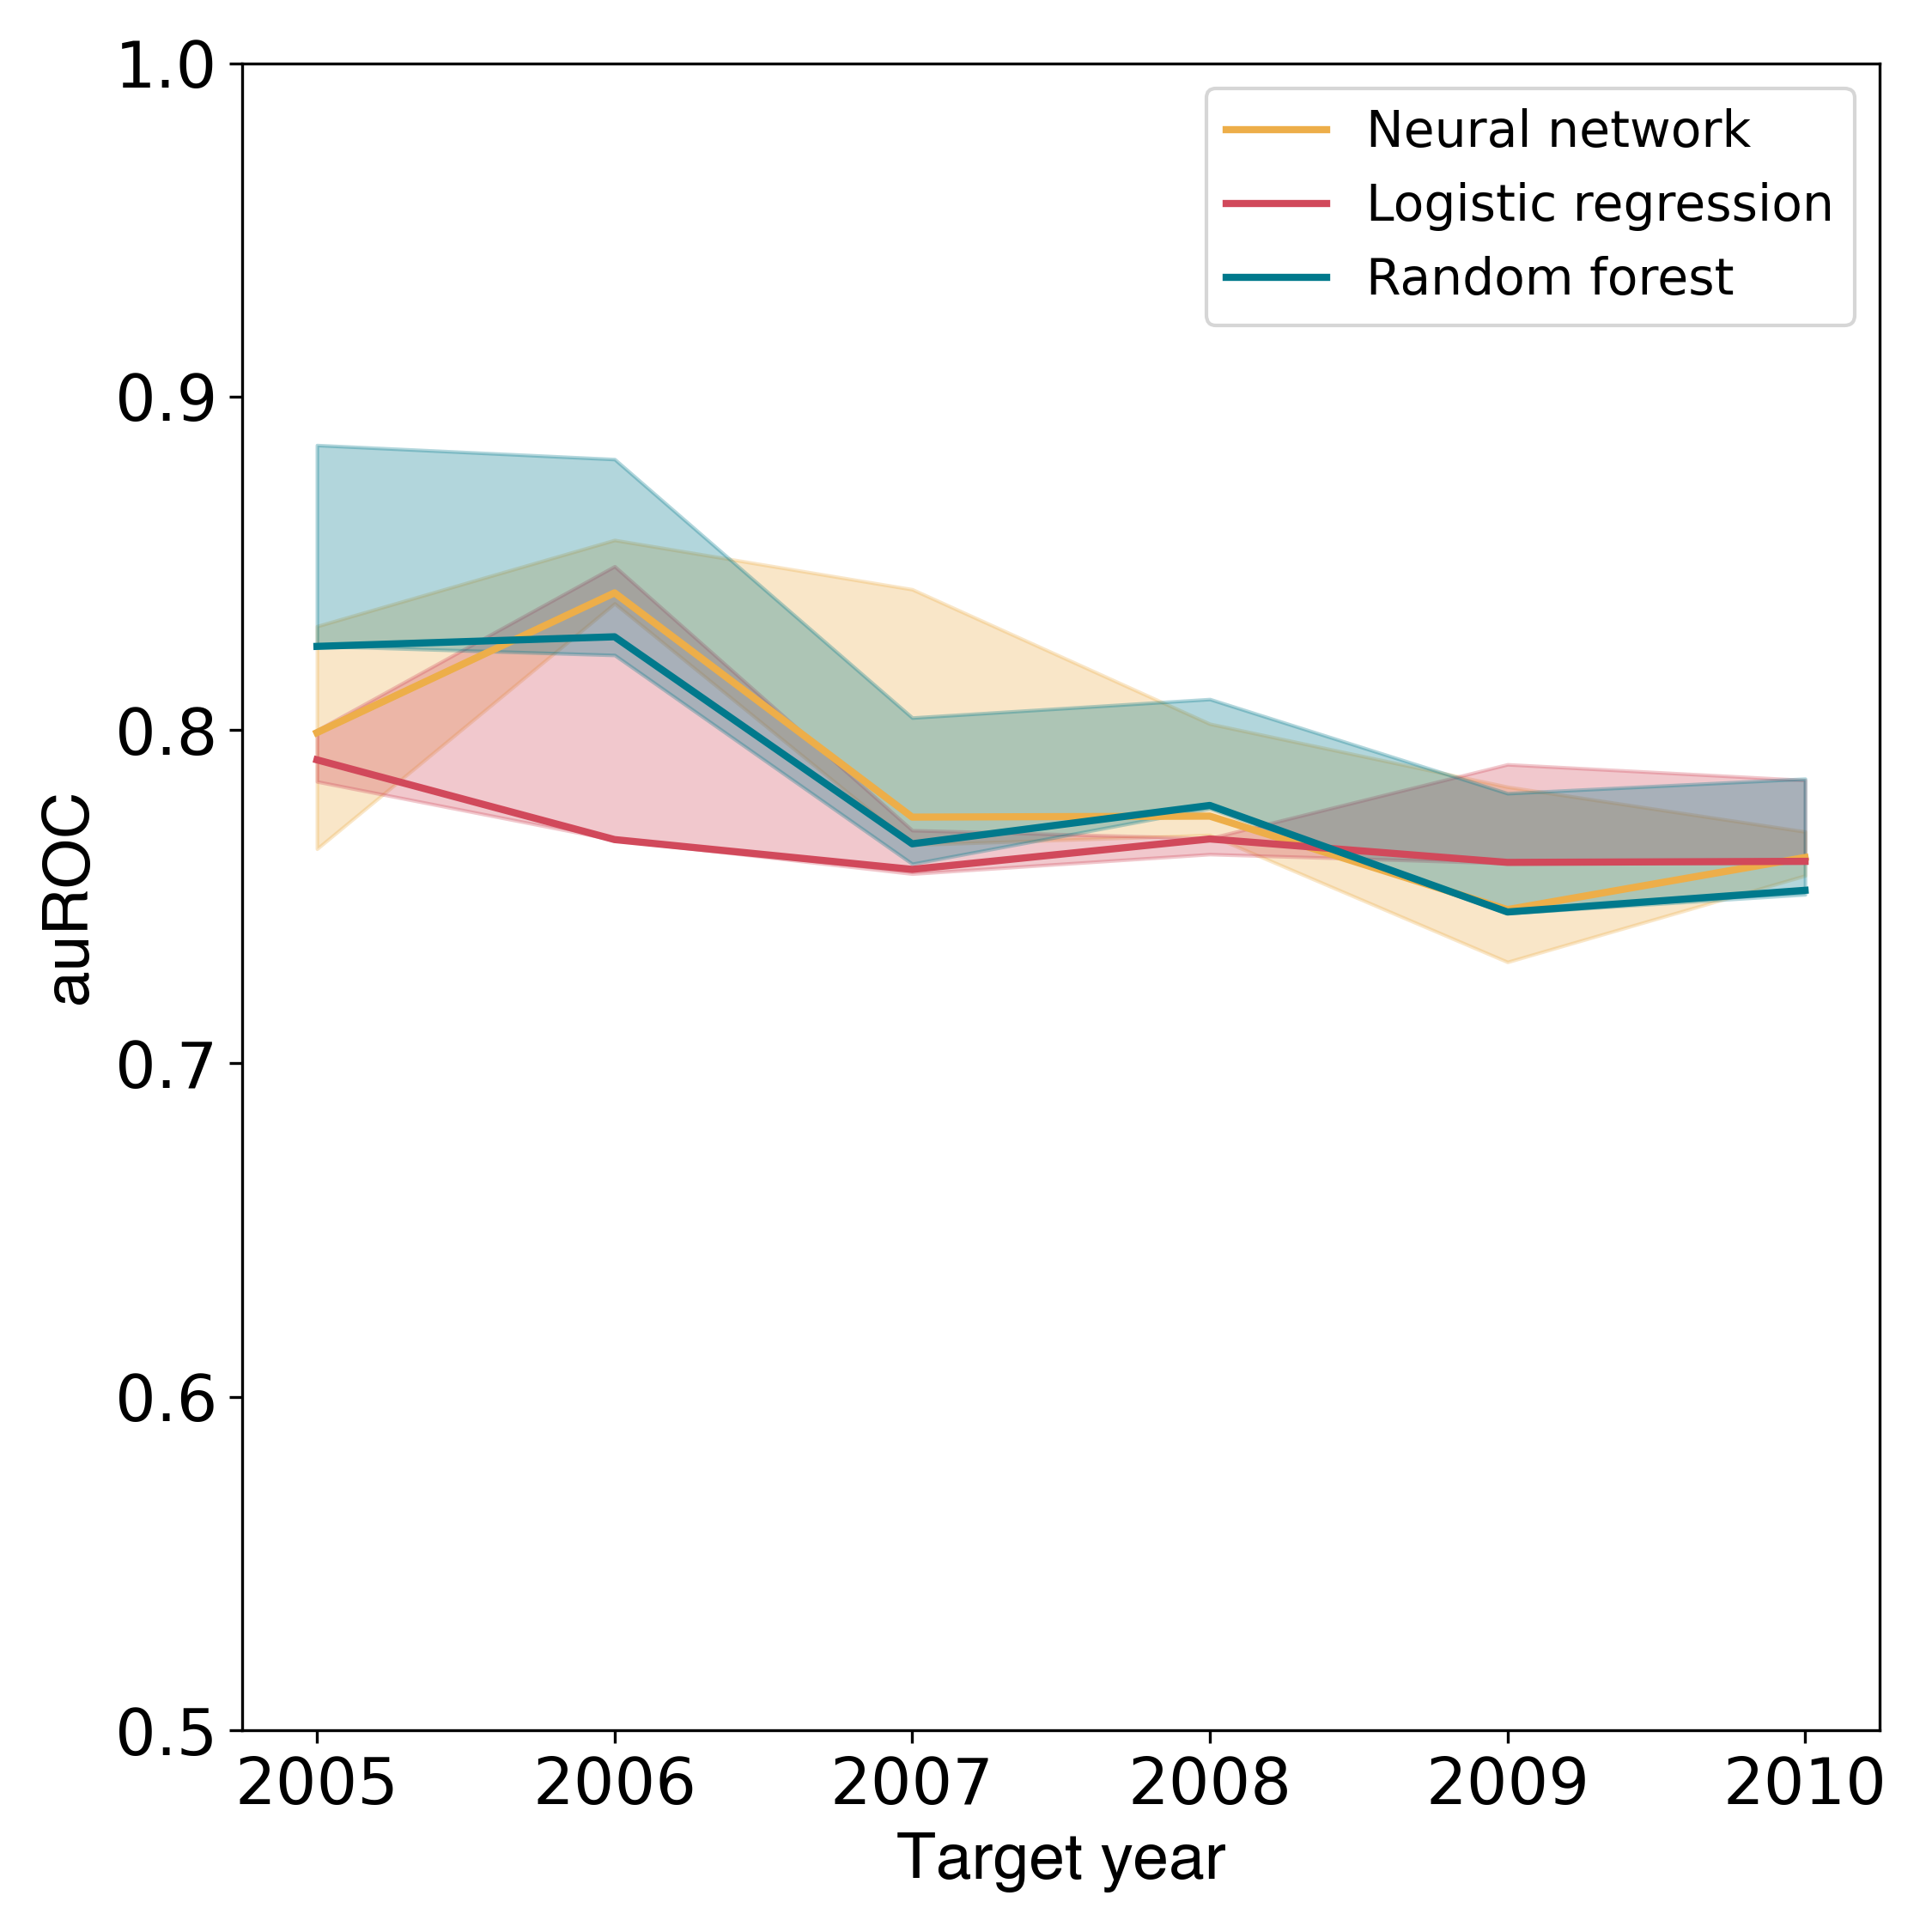 1.0
0.9
0.8
0.7
0.6
0.5
auROC
Neural network
Logistic regression
Random forest
2005 2006 2007 2008 2009 2010
Target year